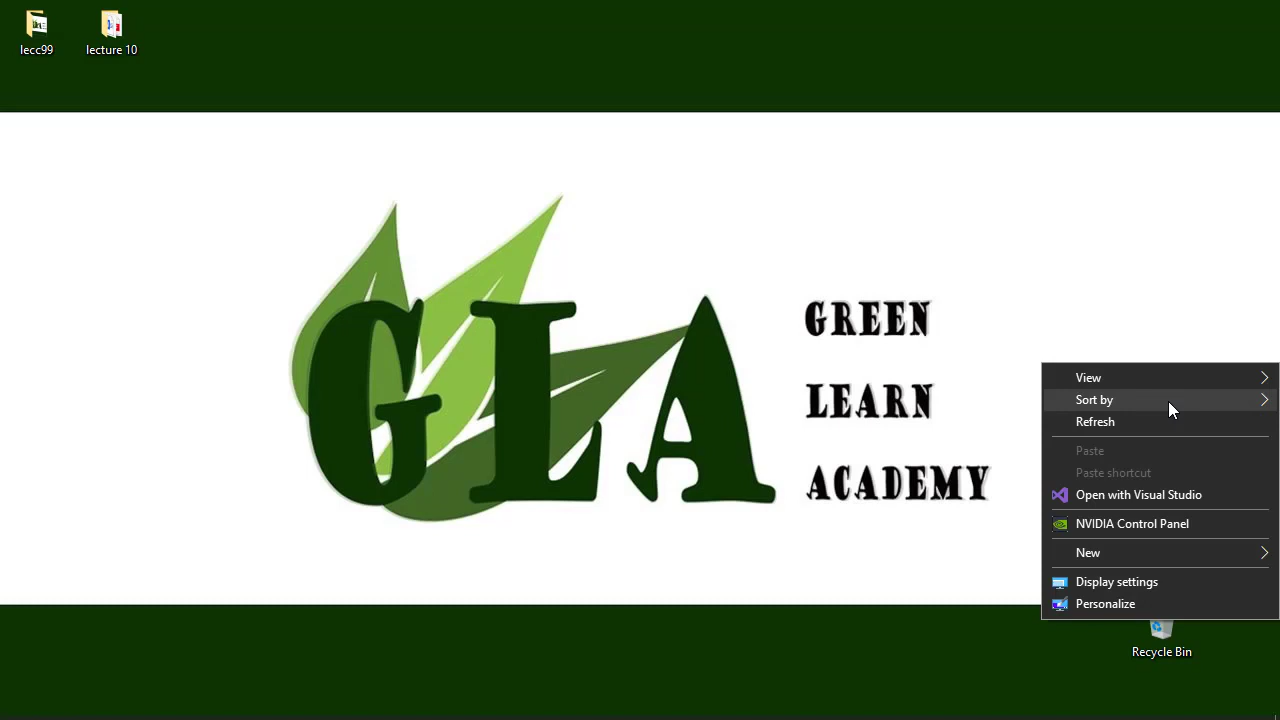 lecc99
lecture 10
GLA
GREEN
LEARN
ACADEMY
View
Sort by
Refresh
Paste
Paste shortcut
Open with Visual Studio
NVIDIA Control Panel
New
Display settings
Personalize
Recycle Bin